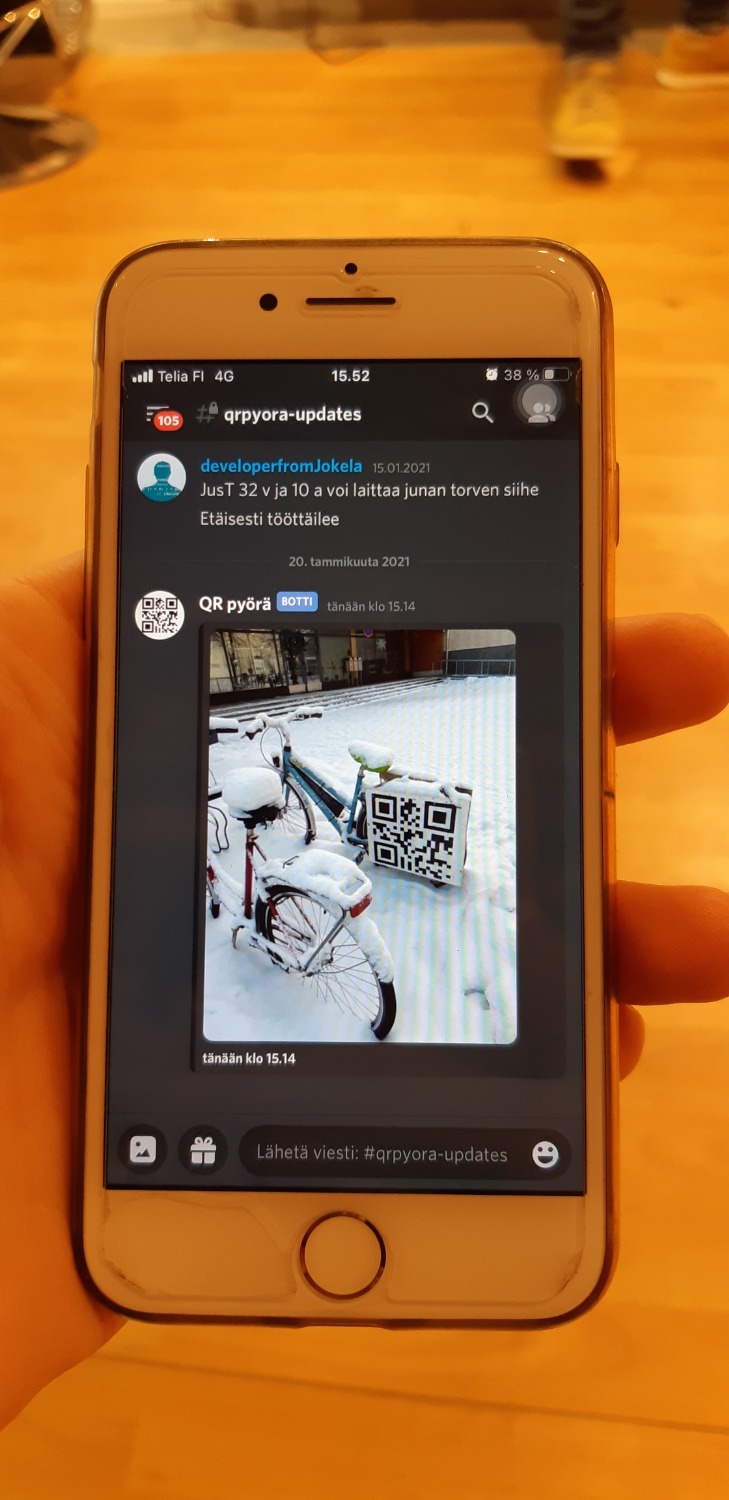 Telia FI 4G 15.52 38 %
105 qrpyora-updates
developerfromJokela 15.01.2021
JusT 32 v ja 10 a voi laittaa junan torven siihe
Etäisesti tööttäilee
20. tammikuuta 2021
QR pyörä BOTTI tänään klo 15.14
tänään klo 15.14
Lähetä viesti: #qrpyora-updates